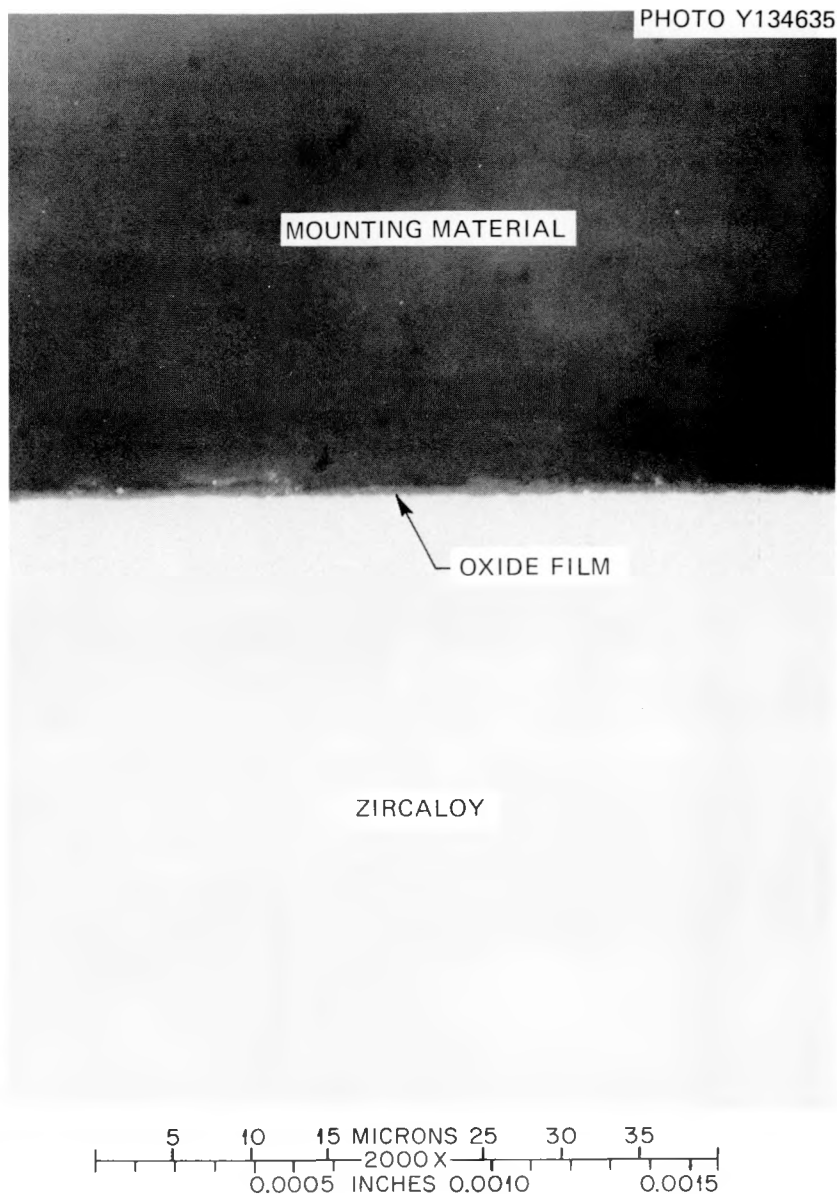 PHOTO Y134635
MOUNTING MATERIAL
OXIDE FILM
ZIRCALOY
5 10 15 MICRONS 25 30 35
2000 X
0.0005 INCHES 0.0010 0.0015